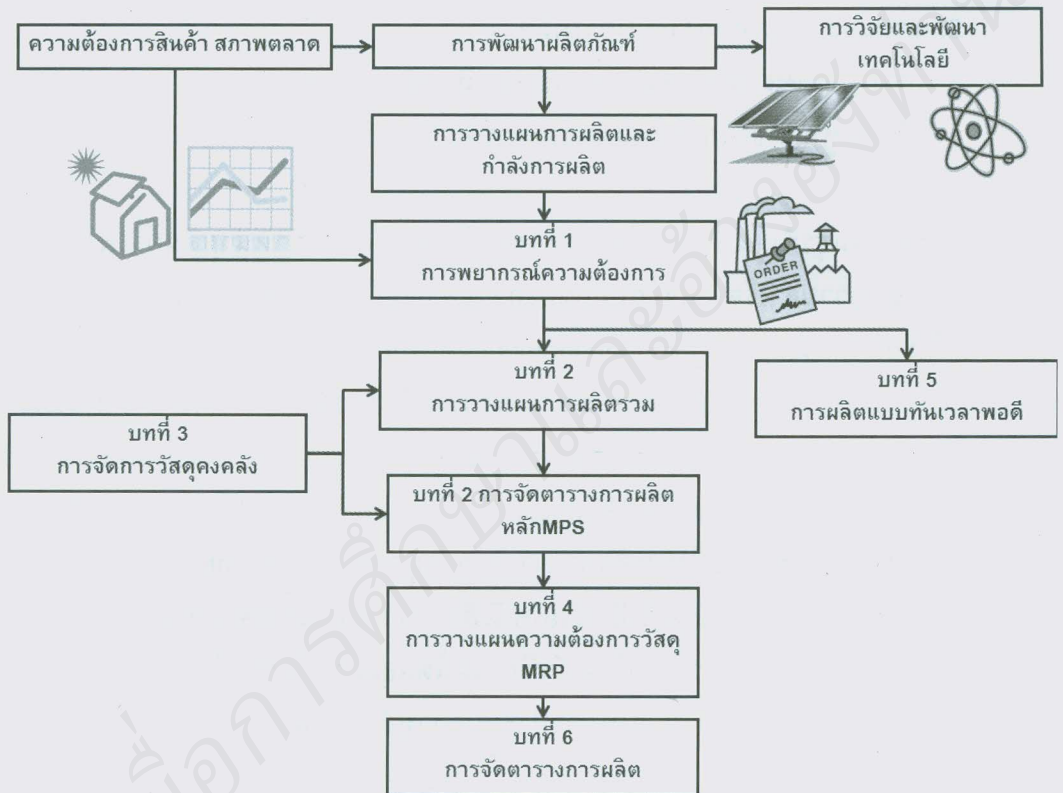 ความต้องการสินค้า สภาพตลาด
การพัฒนาผลิตภัณฑ์
การวิจัยและพัฒนา
เทคโนโลยี
การวางแผนการผลิตและ
กำลังการผลิต
บทที่ 1
การพยากรณ์ความต้องการ
ORDER
บทที่ 2
การวางแผนการผลิตรวม
บทที่ 5
การผลิตแบบทันเวลาพอดี
บทที่ 3
การจัดการวัสดุคงคลัง
บทที่ 2 การจัดตารางการผลิต
หลักMPS
บทที่ 4
การวางแผนความต้องการวัสดุ
MRP
บทที่ 6
การจัดตารางการผลิต